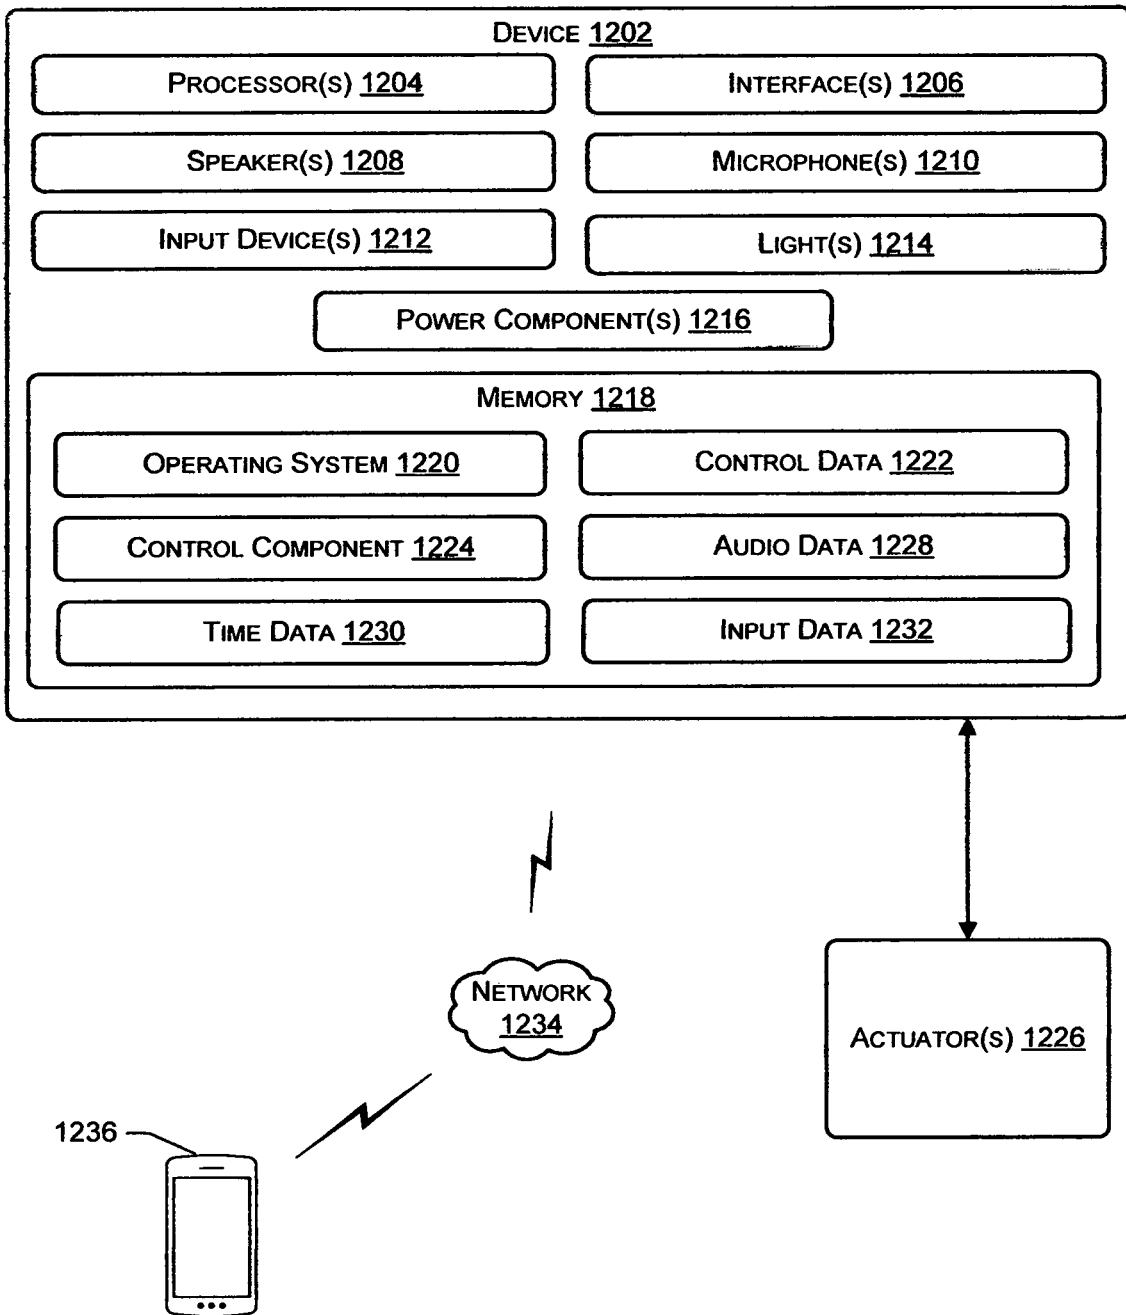 DEVICE 1202
PROCESSOR(S) 1204
INTERFACE(S) 1206
SPEAKER(S) 1208
MICROPHONE(S) 1210
INPUT DEVICE(S) 1212
LIGHT(S) 1214
POWER COMPONENT(S) 1216
MEMORY 1218
OPERATING SYSTEM 1220
CONTROL DATA 1222
CONTROL COMPONENT 1224
AUDIO DATA 1228
TIME DATA 1230
INPUT DATA 1232
NETWORK
1234
ACTUATOR(S) 1226
1236